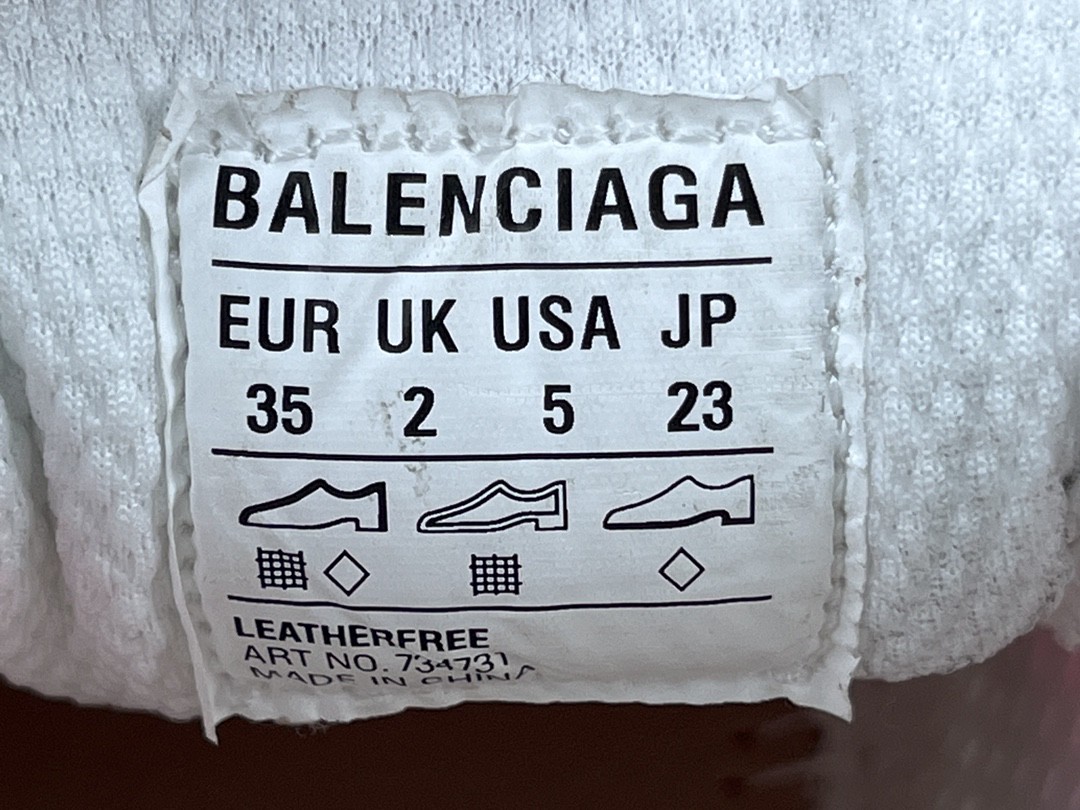 BALENCIAGA
EUR UK USA JP
35 2 5 23
LEATHERFREE
ART NO. 734731
MADE IN CHINA